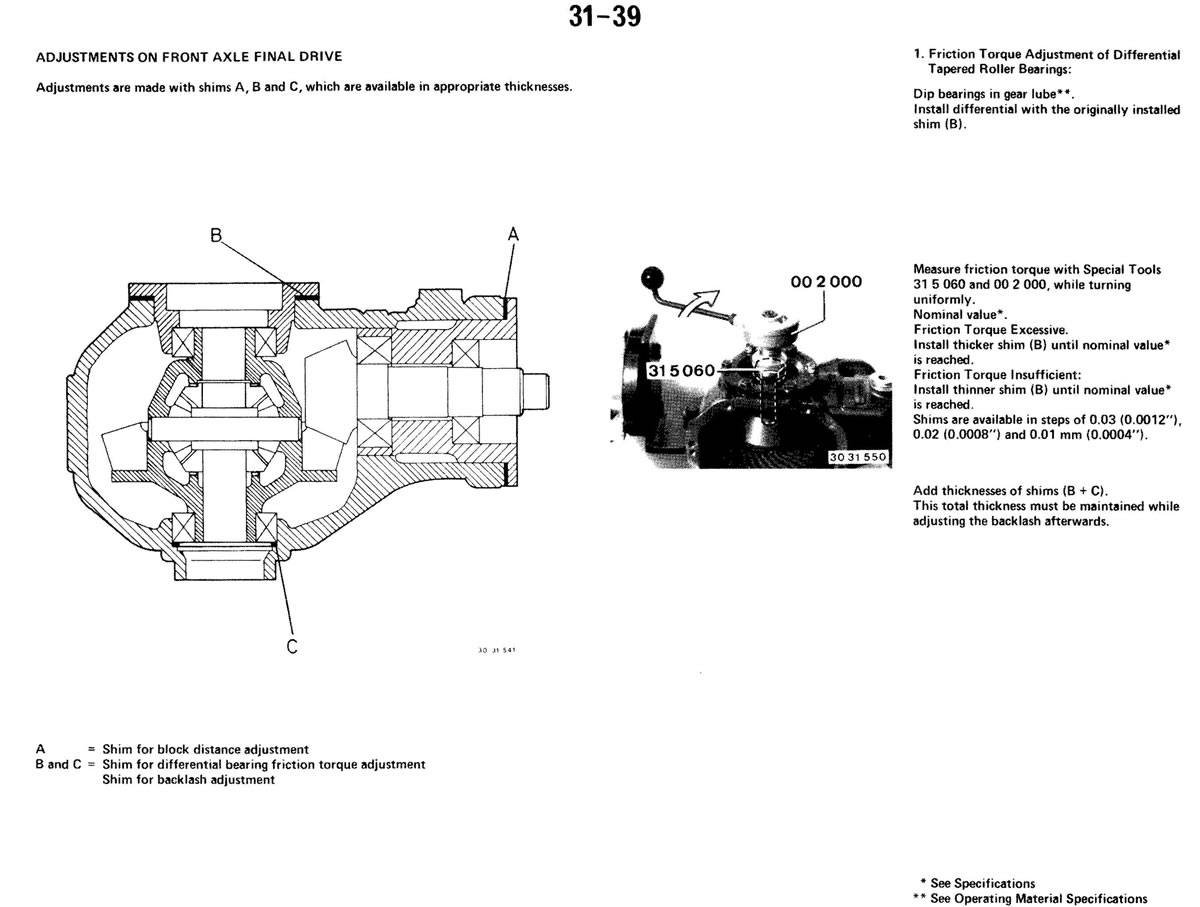 31-39
ADJUSTMENTS ON FRONT AXLE FINAL DRIVE
Adjustments are made with shims A, B and C, which are available in appropriate thicknesses.
B
A
C
30 31 541
A = Shim for block distance adjustment
B and C = Shim for differential bearing friction torque adjustment
Shim for backlash adjustment
00 2 000
31 5 060
30 31 550
1. Friction Torque Adjustment of Differential
Tapered Roller Bearings:
Dip bearings in gear lube**.
Install differential with the originally installed
shim (B).
Measure friction torque with Special Tools
31 5 060 and 00 2 000, while turning
uniformly.
Nominal value*.
Friction Torque Excessive.
Install thicker shim (B) until nominal value*
is reached.
Friction Torque Insufficient:
Install thinner shim (B) until nominal value*
is reached.
Shims are available in steps of 0.03 (0.0012''),
0.02 (0.0008'') and 0.01 mm (0.0004'').
Add thicknesses of shims (B + C).
This total thickness must be maintained while
adjusting the backlash afterwards.
* See Specifications
** See Operating Material Specifications